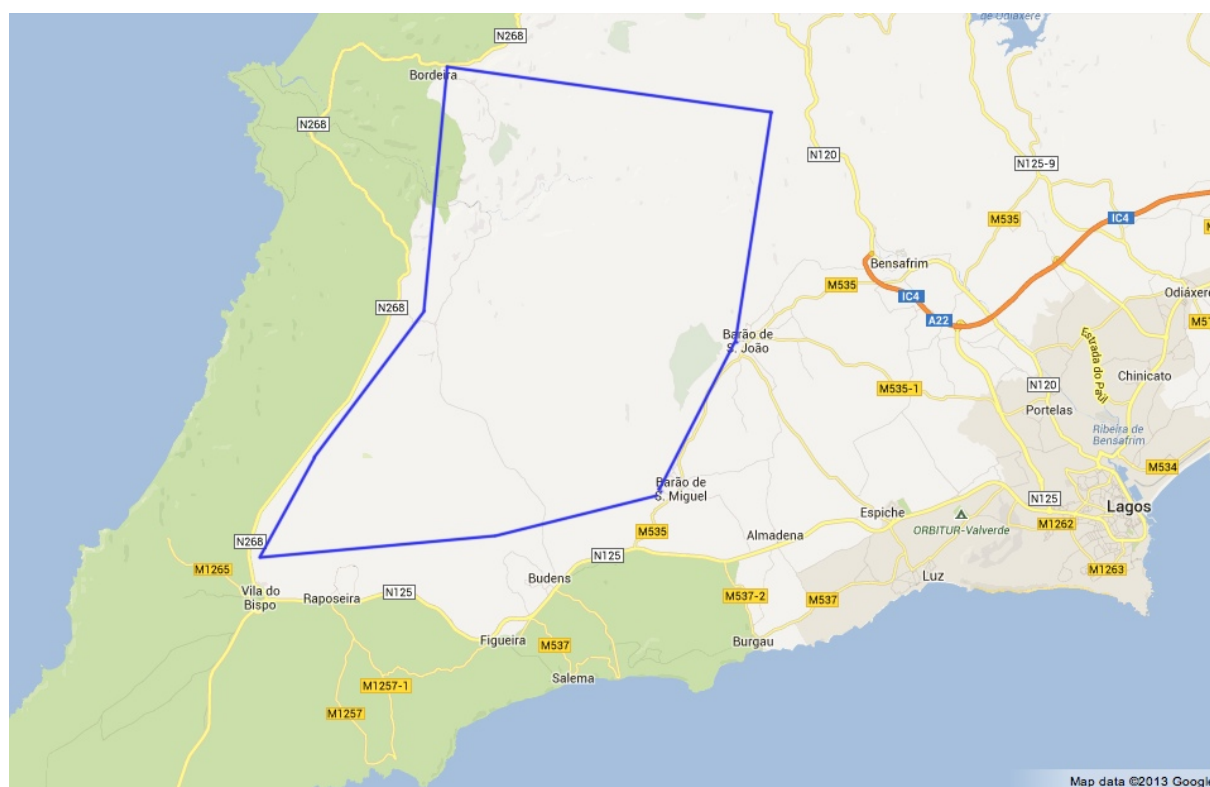 de Odiáxere
N268
Bordeira
N268
N120
N125-9
M535
IC4
Bensafrim
M535
IC4
A22
Odiáxere
N268
Barão de
S. João
Estrada do Paúl
Chinicato
M535-1
N120
Portelas
Ribeira de
Bensafrim
M534
Barão de
S. Miguel
N125
Lagos
Espiche
ORBITUR-Valverde
M1262
M535
Almadena
N268
N125
M1263
M1265
Budens
Luz
Vila do
Bispo
Raposeira
N125
M537-2
M537
Figueira
M537
Burgau
Salema
M1257-1
M1257
Map data ©2013 Google